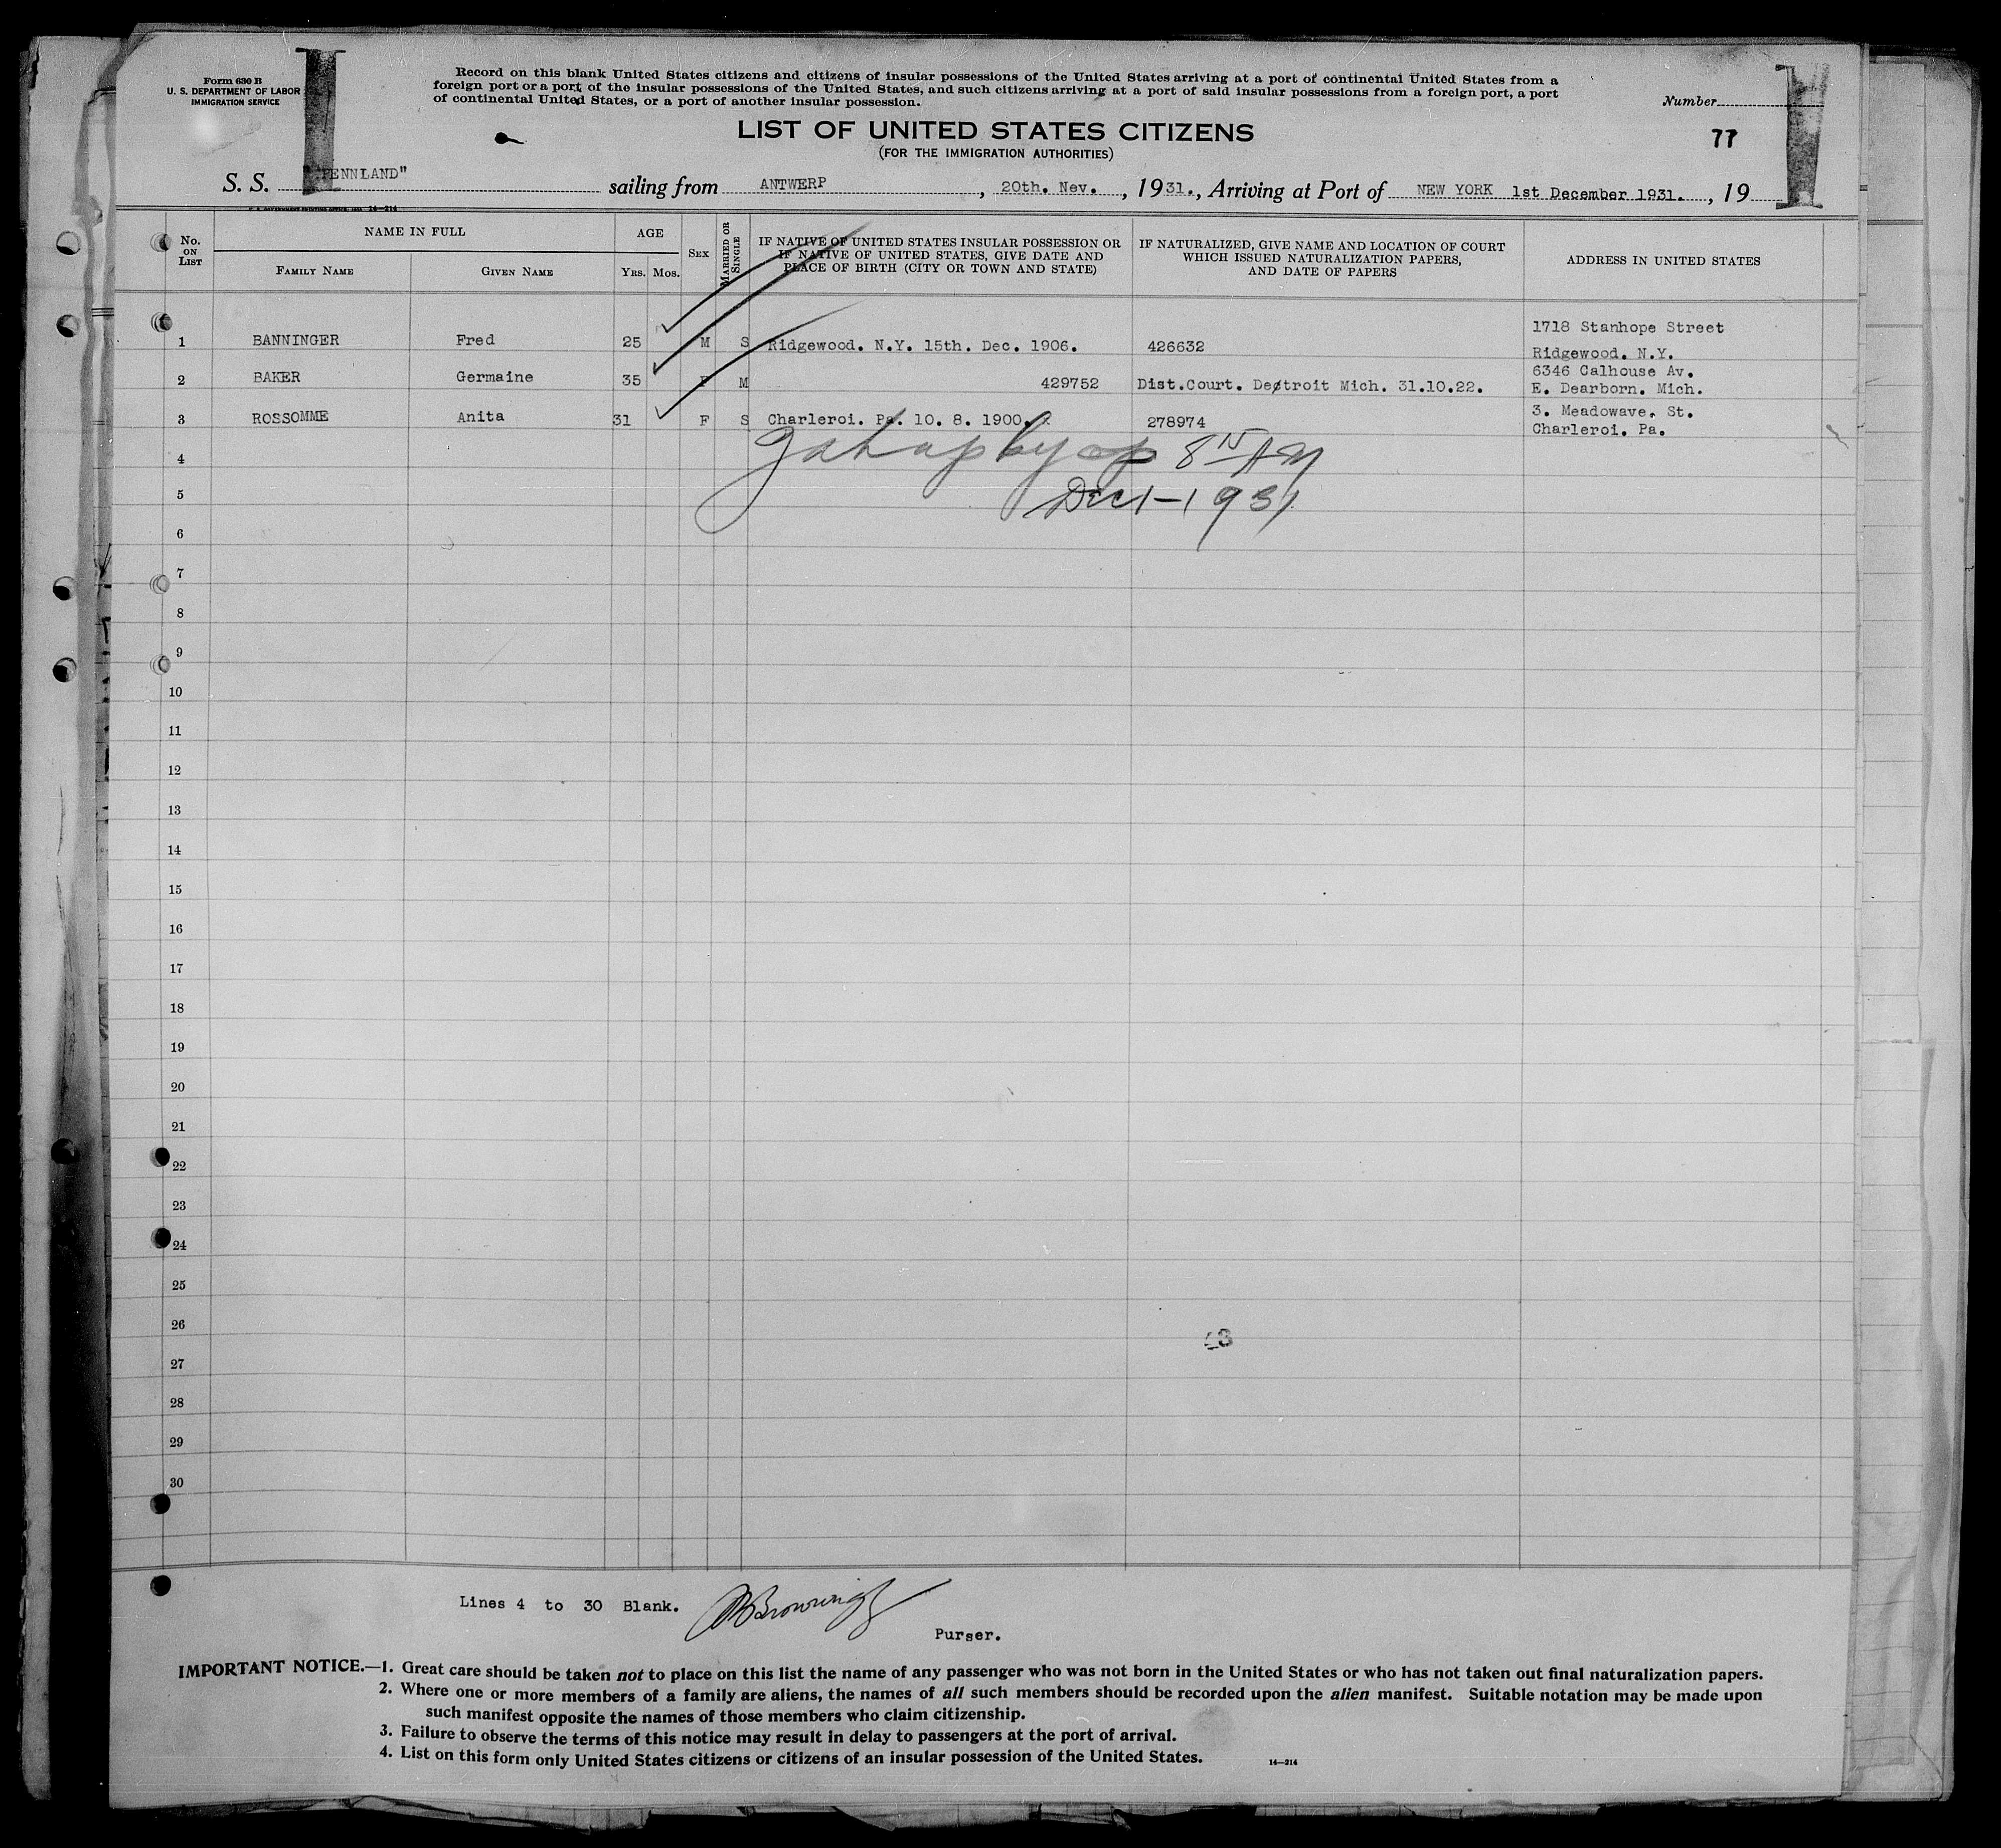 Form 630 B
U. S. DEPARTMENT OF LABOR
IMMIGRATION SERVICE
Record on this blank United States citizens and citizens of insular possessions of the United States arriving at a port of continental United States from a
foreign port or a port of the insular possessions of the United States, and such citizens arriving at a port of said insular possessions from a foreign port, a port
of continental United States, or a port of another insular possession.
Number
LIST OF UNITED STATES CITIZENS
(FOR THE IMMIGRATION AUTHORITIES)
77
S. S. PENNLAND" sailing from ANTWERP, 20th. Nov., 1931., Arriving at Port of NEW YORK 1st December 1931., 19
14—214
No. ON LIST
NAME IN FULL
FAMILY NAME
GIVEN NAME
AGE
YRS. MOS.
SEX
MARRIED OR SINGLE
IF NATIVE OF UNITED STATES INSULAR POSSESSION OR
IF NATIVE OF UNITED STATES, GIVE DATE AND
PLACE OF BIRTH (CITY OR TOWN AND STATE)
IF NATURALIZED, GIVE NAME AND LOCATION OF COURT
WHICH ISSUED NATURALIZATION PAPERS,
AND DATE OF PAPERS
ADDRESS IN UNITED STATES
1 BANNINGER Fred 25 M S Ridgewood. N.Y. 15th. Dec. 1906. 426632 1718 Stanhope Street
Ridgewood. N.Y.
2 BAKER Germaine 35 F M 429752 Dist.Court. Detroit Mich. 31.10.22. 6346 Calhouse Av.
E. Dearborn. Mich.
3 ROSSOMME Anita 31 F S Charleroi. Pa. 10. 8. 1900. 278974 3. Meadowave. St.
Charleroi. Pa.
4
8 15 AM
5
Dec 1-1931
6
7
8
9
10
11
12
13
14
15
16
17
18
19
20
21
22
23
24
25
26
27
28
29
30
Lines 4 to 30 Blank.
Purser.
IMPORTANT NOTICE.—1. Great care should be taken not to place on this list the name of any passenger who was not born in the United States or who has not taken out final naturalization papers.
2. Where one or more members of a family are aliens, the names of all such members should be recorded upon the alien manifest. Suitable notation may be made upon
such manifest opposite the names of those members who claim citizenship.
3. Failure to observe the terms of this notice may result in delay to passengers at the port of arrival.
4. List on this form only United States citizens or citizens of an insular possession of the United States.
14—214